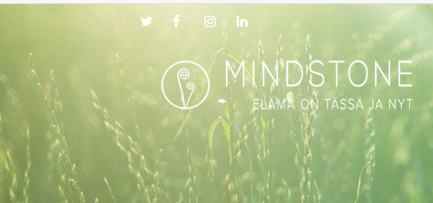 MINDSTONE
ELÄMÄ ON TÄSSÄ JA NYT